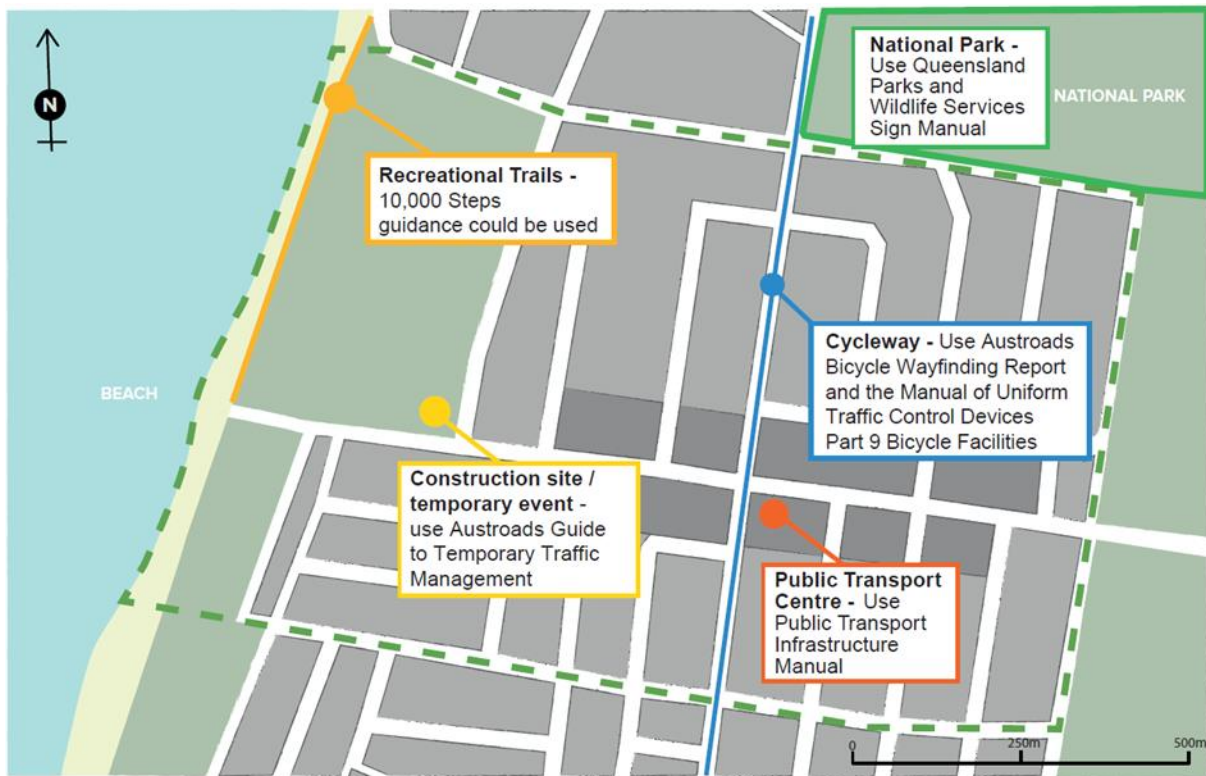 N
National Park -
Use Queensland
Parks and
Wildlife Services
Sign Manual
NATIONAL PARK
Recreational Trails -
10,000 Steps
guidance could be used
Cycleway - Use Austroads
Bicycle Wayfinding Report
and the Manual of Uniform
Traffic Control Devices
Part 9 Bicycle Facilities
BEACH
Construction site /
temporary event -
use Austroads Guide
to Temporary Traffic
Management
Public Transport
Centre - Use
Public Transport
Infrastructure
Manual
0 250m 500m